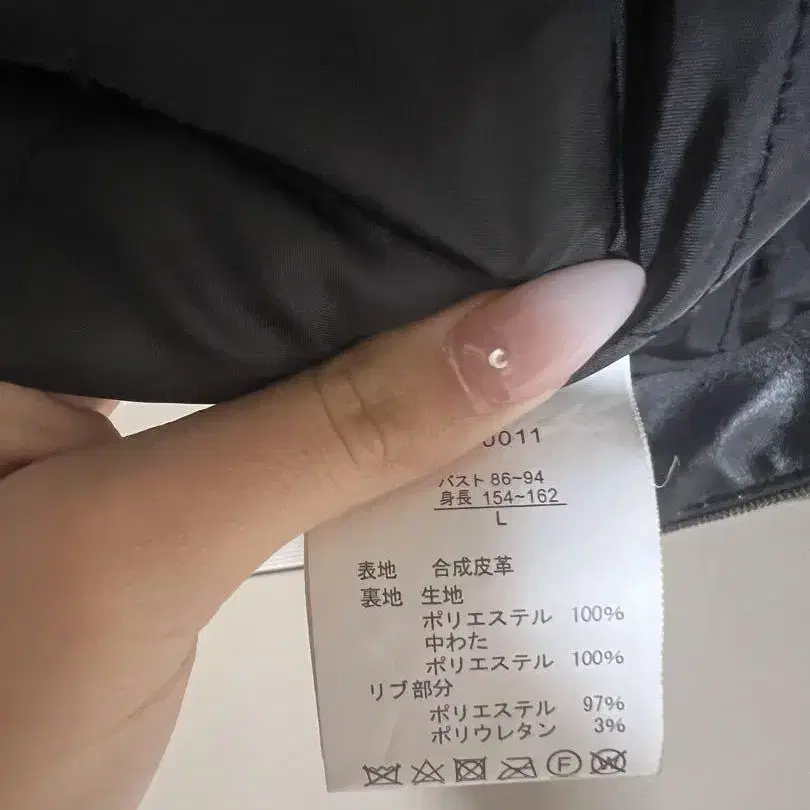 0011
バスト 86~94
身長 154~162
L
表地 合成皮革
裏地 生地
ポリエステル 100%
中わた
ポリエステル 100%
リブ部分
ポリエステル 97%
ポリウレタン 3%
F
W